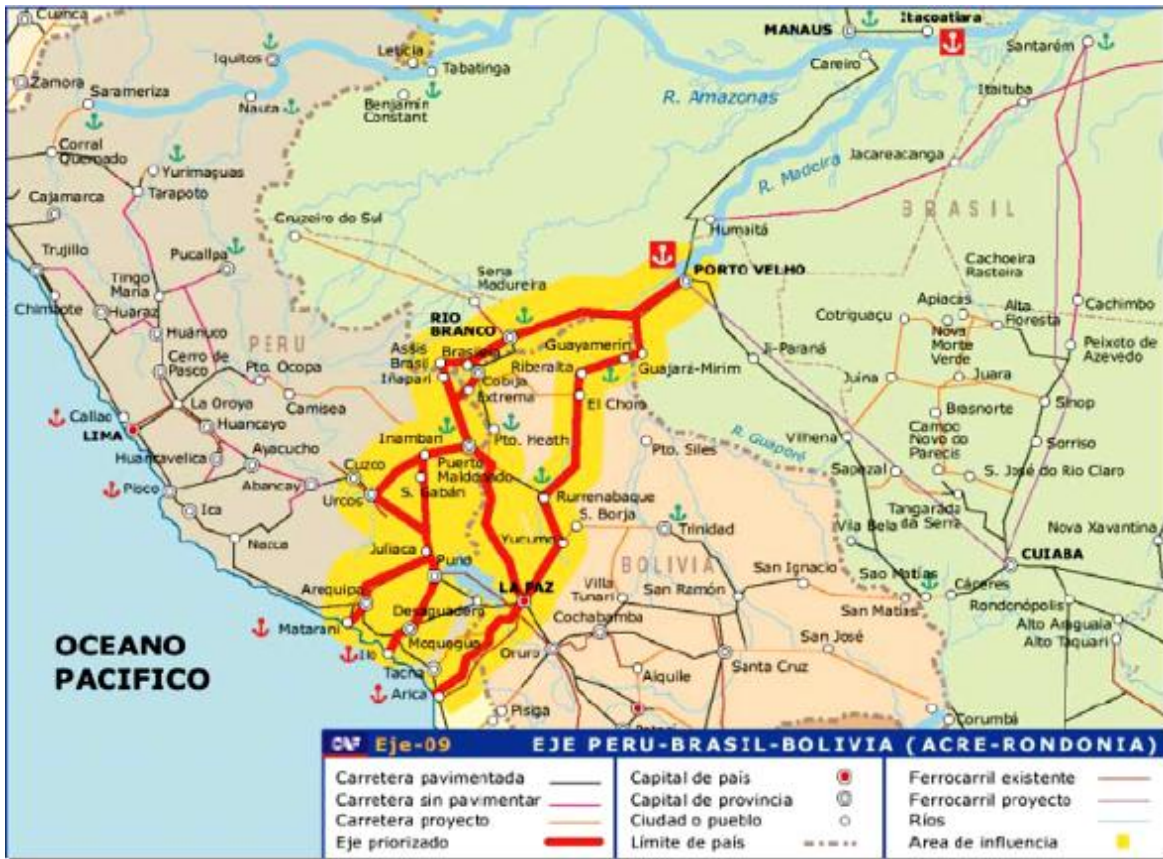 Cuenca
MANAUS
Itacoatiara
Santarém
Leticia
Iquitos
Tabatinga
Careiro
Zamora
Sarameriza
Nauta
Benjamin
Constant
R. Amazonas
Itaituba
Corral
Quemado
Yurimaguas
Jacareacanga
Cajamarca
Tarapoto
R. Madeira
BRASIL
Cruzeiro do Sul
Humaitá
Trujillo
Pucallpa
Sena
Madureira
PORTO VELHO
Cachoeira
Rasteira
Tingo
Maria
Chimbote
Huaraz
RIO
BRANCO
Apiacas
Alta
Floresta
Cachimbo
Cotriguaçu
Nova
Monte
Verde
Huánuco
PERU
Assis
Brasil
Brasileia
Guayamerin
Ji-Paraná
Peixoto de
Azevedo
Cerro de
Pasco
Pto. Ocopa
Iñapari
Cobija
Riberalta
Guajará-Mirim
Juina
Juara
Extrema
El Choro
Camisea
La Oroya
Callao
LIMA
Huancayo
Brasnorte
Sinop
Ayacucho
Inamban
Pto. Heath
R. Guaporé
Vilhena
Campo
Novo do
Parecis
Sorriso
Huancavelica
Cuzco
Puerto
Maldonado
Pto. Siles
Sapezal
S. José do Rio Claro
Pisco
Abancay
Urcos
S. Gabán
Rurrenabaque
Tangarada
da Serra
Ica
S. Borja
Trinidad
Vila Bela
Nova Xavantina
Nazca
Juliaca
Yucumo
BOLIVIA
CUIABA
Puno
San Ignacio
Arequipa
LA PAZ
Villa
Tunari
San Ramón
Sao Matías
Cáceres
Desaguadero
San Matías
Rondonópolis
Matarani
Cochabamba
Alto Araguaia
Alto Taquari
OCEANO
PACIFICO
Moquegua
San José
Ilo
Oruro
Santa Cruz
Tacna
Aiquile
Arica
Pisiga
Corumbá
Eje-09
EJE PERU-BRASIL-BOLIVIA (ACRE-RONDONIA)
Carretera pavimentada
Capital de país
Ferrocarril existente
Carretera sin pavimentar
Capital de provincia
Ferrocarril proyecto
Carretera proyecto
Ciudad o pueblo
Ríos
Eje priorizado
Límite de país
Area de influencia